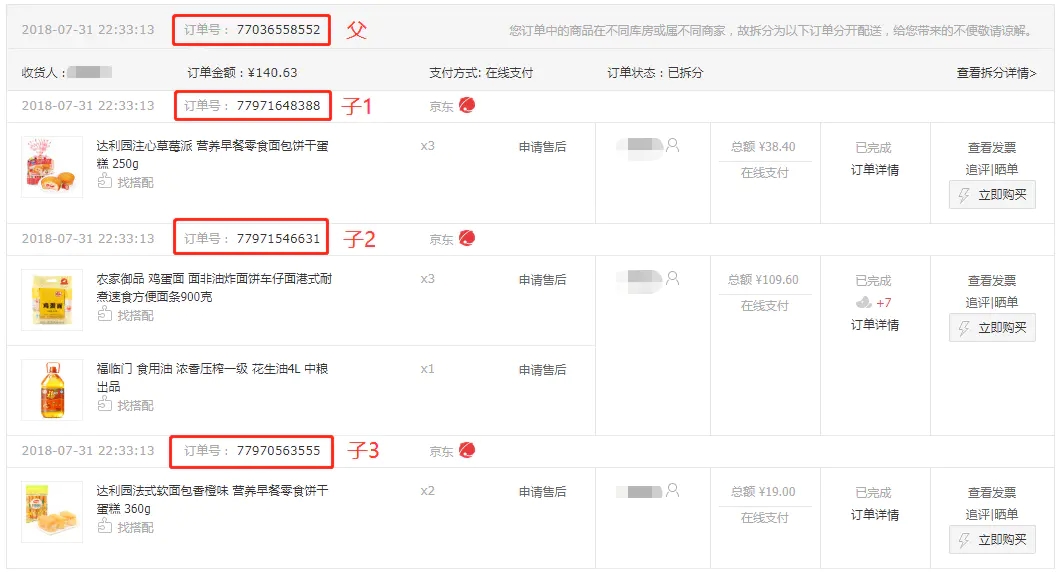 2018-07-31 22:33:13 订单号： 77036558552 父 您订单中的商品在不同库房或属不同商家，故拆分为以下订单分开配送，给您带来的不便敬请谅解。
收货人： 订单金额：¥140.63 支付方式: 在线支付 订单状态：已拆分 查看拆分详情>
2018-07-31 22:33:13 订单号： 77971648388 子1 京东
达利园注心草莓派 营养早餐零食面包饼干蛋 x3 申请售后 总额 ¥38.40 已完成 查看发票
糕 250g 在线支付 订单详情 追评|晒单
找搭配 立即购买
2018-07-31 22:33:13 订单号： 77971546631 子2 京东
农家御品 鸡蛋面 面非油炸面饼车仔面港式耐 x3 申请售后 总额 ¥109.60 已完成 查看发票
煮速食方便面条900克 在线支付 +7 追评|晒单
找搭配 订单详情 立即购买
福临门 食用油 浓香压榨一级 花生油4L 中粮 x1 申请售后
出品
找搭配
2018-07-31 22:33:13 订单号： 77970563555 子3 京东
达利园法式软面包香橙味 营养早餐零食饼干 x2 申请售后 总额 ¥19.00 已完成 查看发票
蛋糕 360g 在线支付 订单详情 追评|晒单
找搭配 立即购买